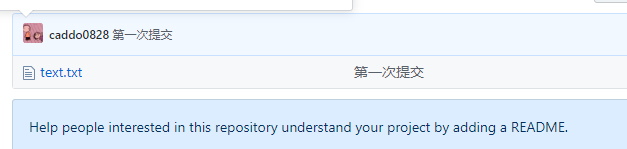 caddo0828 第一次提交
text.txt 第一次提交
Help people interested in this repository understand your project by adding a README.